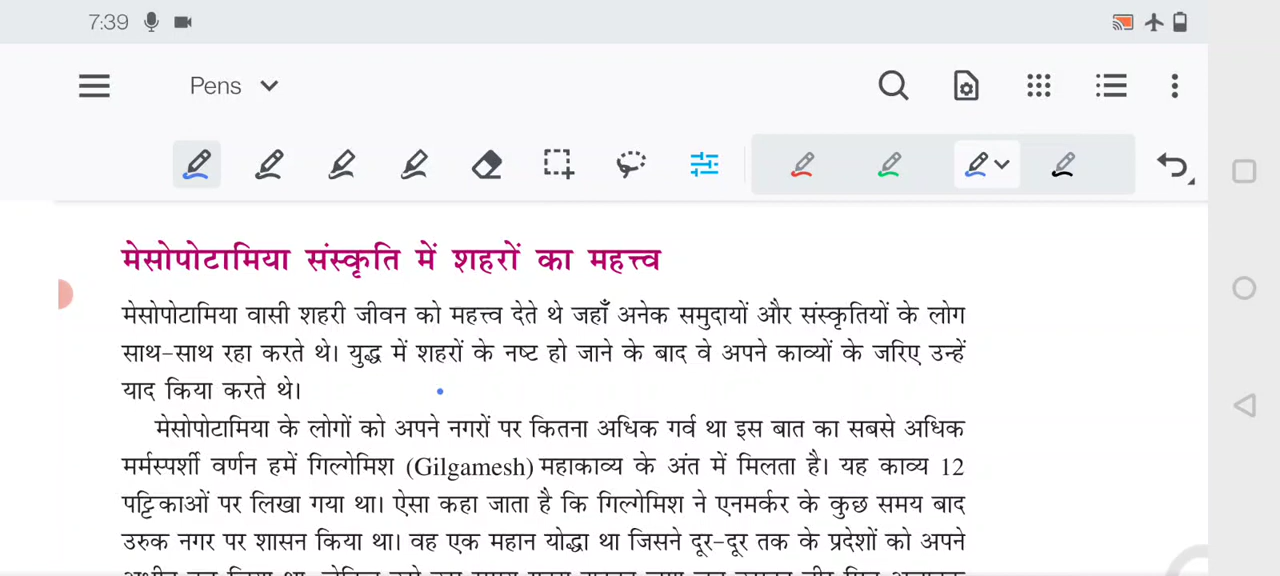 7:39
Pens
मेसोपोटामिया संस्कृति में शहरों का महत्त्व
मेसोपोटामिया वासी शहरी जीवन को महत्त्व देते थे जहाँ अनेक समुदायों और संस्कृतियों के लोग
साथ-साथ रहा करते थे। युद्ध में शहरों के नष्ट हो जाने के बाद वे अपने काव्यों के जरिए उन्हें
याद किया करते थे।
मेसोपोटामिया के लोगों को अपने नगरों पर कितना अधिक गर्व था इस बात का सबसे अधिक
मर्मस्पर्शी वर्णन हमें गिल्गेमिश (Gilgamesh) महाकाव्य के अंत में मिलता है। यह काव्य 12
पट्टिकाओं पर लिखा गया था। ऐसा कहा जाता है कि गिल्गेमिश ने एनमर्कर के कुछ समय बाद
उरुक नगर पर शासन किया था। वह एक महान योद्धा था जिसने दूर-दूर तक के प्रदेशों को अपने